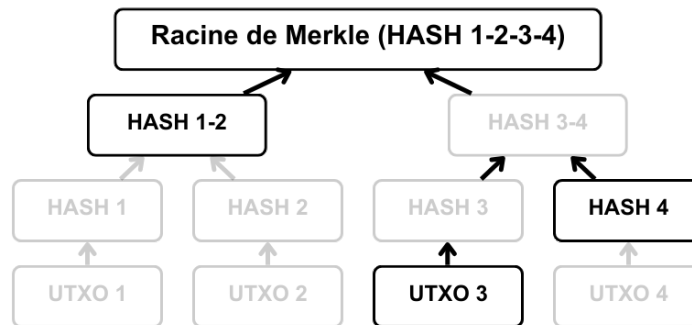 Racine de Merkle (HASH 1-2-3-4)
HASH 1-2
HASH 3-4
HASH 1
HASH 2
HASH 3
HASH 4
UTXO 1
UTXO 2
UTXO 3
UTXO 4